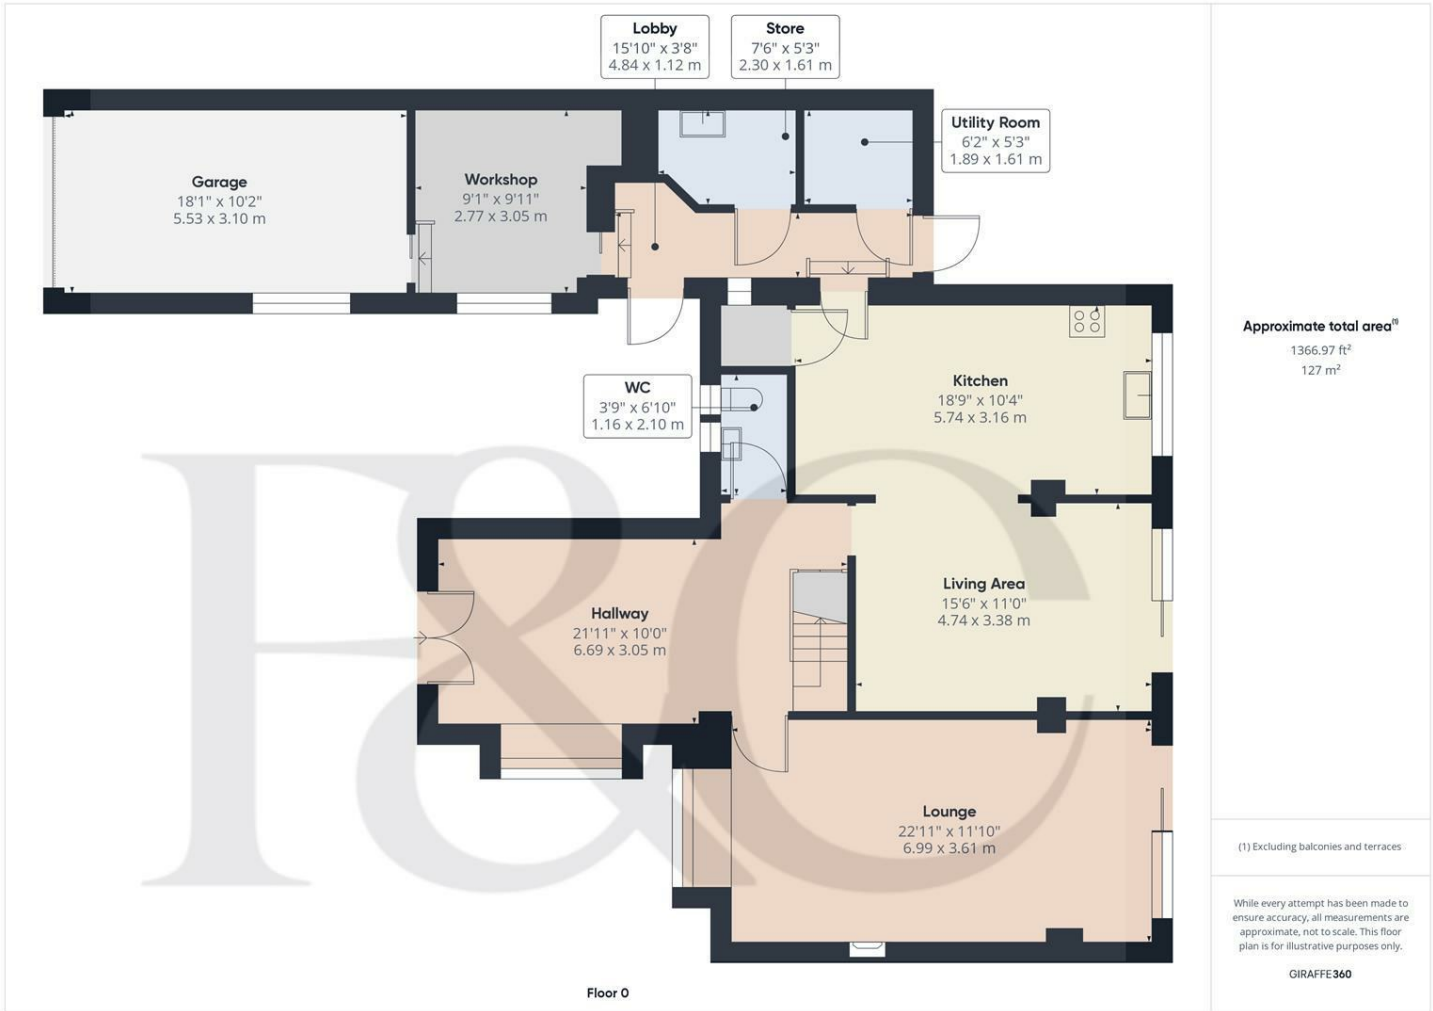 Lobby
15'10" x 3'8"
4.84 x 1.12 m
Store
7'6" x 5'3"
2.30 x 1.61 m
Utility Room
6'2" x 5'3"
1.89 x 1.61 m
Garage
18'1" x 10'2"
5.53 x 3.10 m
Workshop
9'1" x 9'11"
2.77 x 3.05 m
WC
3'9" x 6'10"
1.16 x 2.10 m
Kitchen
18'9" x 10'4"
5.74 x 3.16 m
Living Area
15'6" x 11'0"
4.74 x 3.38 m
Hallway
21'11" x 10'0"
6.69 x 3.05 m
Lounge
22'11" x 11'10"
6.99 x 3.61 m
F&C
Floor 0
Approximate total area(1)
1366.97 ft²
127 m²
(1) Excluding balconies and terraces
While every attempt has been made to
ensure accuracy, all measurements are
approximate, not to scale. This floor
plan is for illustrative purposes only.
GIRAFFE360